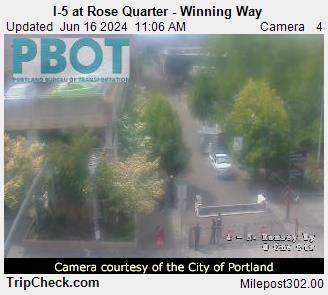 I-5 at Rose Quarter - Winning Way
Updated Jun 16 2024 11:06 AM Camera 4
PBOT
PORTLAND BUREAU OF TRANSPORTATION
Camera courtesy of the City of Portland
TripCheck.com Milepost302.00